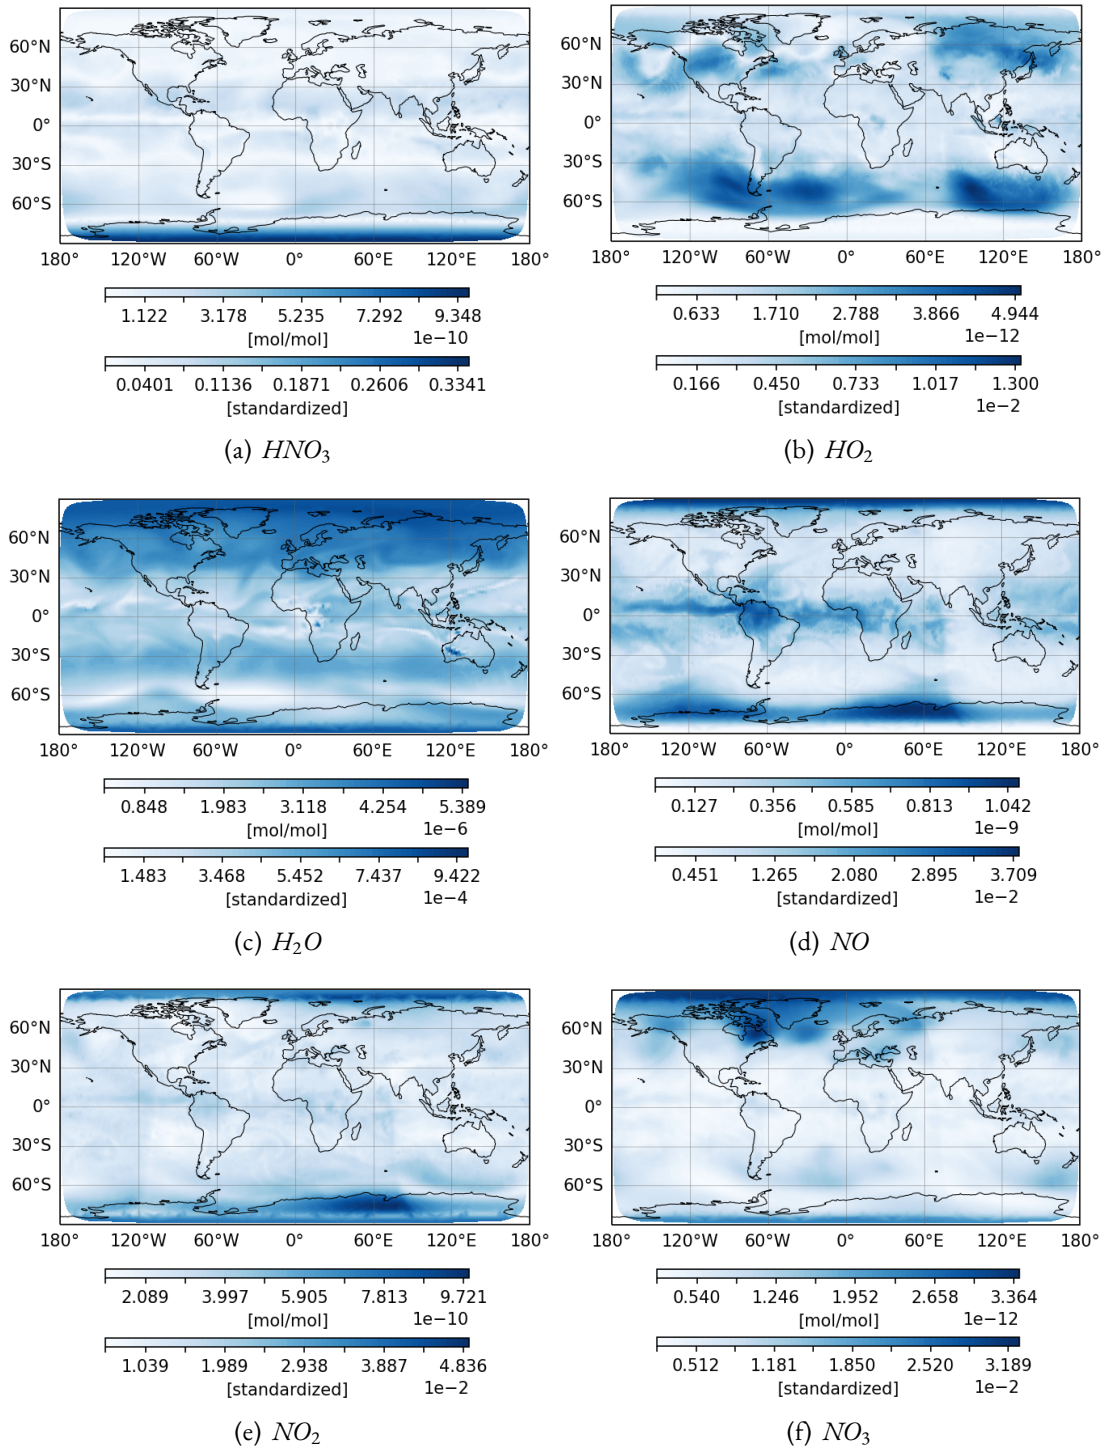 60°N 60°N
30°N 30°N
0° 0°
30°S 30°S
60°S 60°S
180° 120°W 60°W 0° 60°E 120°E 180° 180° 120°W 60°W 0° 60°E 120°E 180°
1.122 3.178 5.235 7.292 9.348 0.633 1.710 2.788 3.866 4.944
[mol/mol] 1e−10 [mol/mol] 1e−12
0.0401 0.1136 0.1871 0.2606 0.3341 0.166 0.450 0.733 1.017 1.300
[standardized] [standardized] 1e−2
(a) HNO₃ (b) HO₂
60°N 60°N
30°N 30°N
0° 0°
30°S 30°S
60°S 60°S
180° 120°W 60°W 0° 60°E 120°E 180° 180° 120°W 60°W 0° 60°E 120°E 180°
0.848 1.983 3.118 4.254 5.389 0.127 0.356 0.585 0.813 1.042
[mol/mol] 1e−6 [mol/mol] 1e−9
1.483 3.468 5.452 7.437 9.422 0.451 1.265 2.080 2.895 3.709
[standardized] 1e−4 [standardized] 1e−2
(c) H₂O (d) NO
60°N 60°N
30°N 30°N
0° 0°
30°S 30°S
60°S 60°S
180° 120°W 60°W 0° 60°E 120°E 180° 180° 120°W 60°W 0° 60°E 120°E 180°
2.089 3.997 5.905 7.813 9.721 0.540 1.246 1.952 2.658 3.364
[mol/mol] 1e−10 [mol/mol] 1e−12
1.039 1.989 2.938 3.887 4.836 0.512 1.181 1.850 2.520 3.189
[standardized] 1e−2 [standardized] 1e−2
(e) NO₂ (f) NO₃